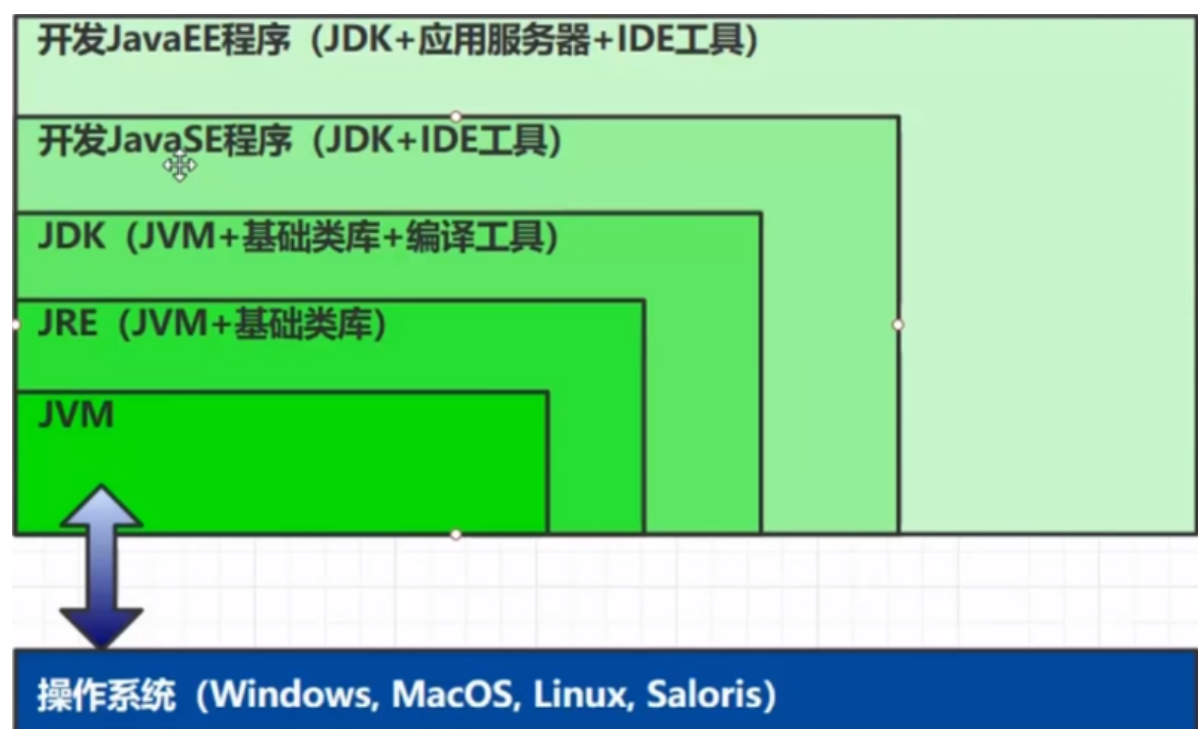 开发JavaEE程序（JDK+应用服务器+IDE工具）
开发JavaSE程序（JDK+IDE工具）
JDK（JVM+基础类库+编译工具）
JRE（JVM+基础类库）
JVM
操作系统（Windows, MacOS, Linux, Saloris）